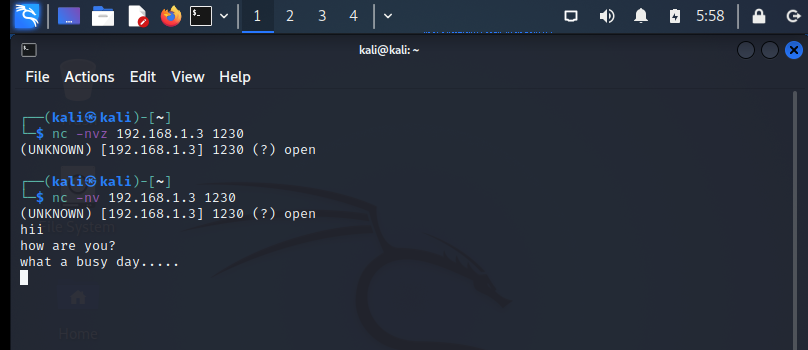 1 2 3 4 5:58
kali@kali: ~
File Actions Edit View Help
┌──(kali㉿kali)-[~]
└─$ nc -nvz 192.168.1.3 1230
(UNKNOWN) [192.168.1.3] 1230 (?) open
┌──(kali㉿kali)-[~]
└─$ nc -nv 192.168.1.3 1230
(UNKNOWN) [192.168.1.3] 1230 (?) open
hii
how are you?
what a busy day.....
Home